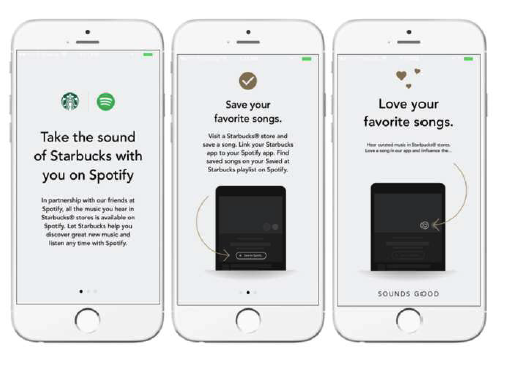 Take the sound
of Starbucks with
you on Spotify
In partnership with our friends at
Spotify, all the music you hear in
Starbucks® stores is available on
Spotify. Let Starbucks help you
discover great new music and
listen any time with Spotify.
Save your
favorite songs.
Visit a Starbucks® store and
save a song. Link your Starbucks
app to your Spotify app. Find
saved songs on your Saved at
Starbucks playlist on Spotify.
Love your
favorite songs.
Hear curated music in Starbucks® stores.
Love a song in our app and influence the...
SOUNDS GOOD